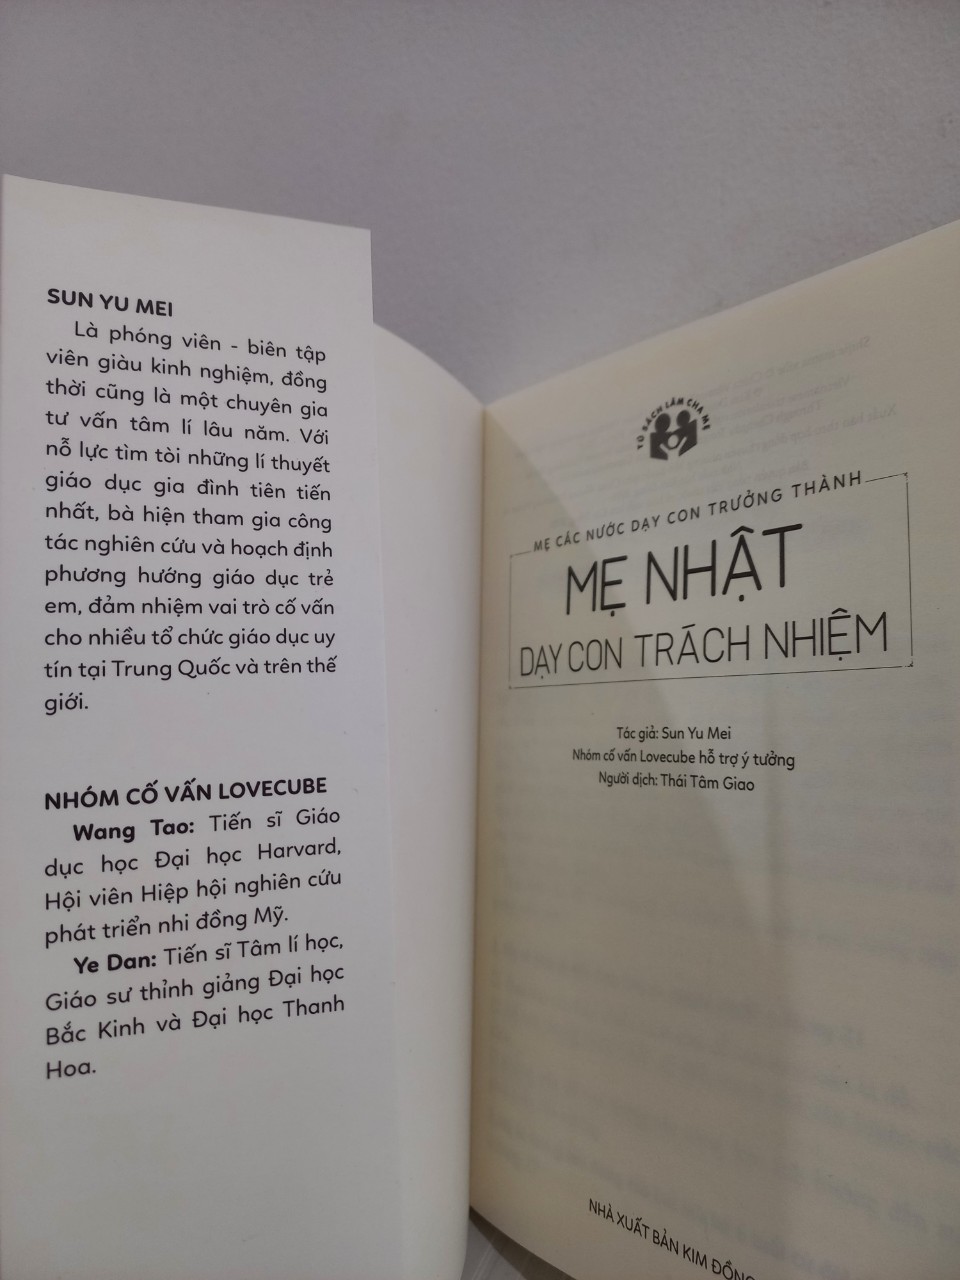 SUN YU MEI
Là phóng viên - biên tập
viên giàu kinh nghiệm, đồng
thời cũng là một chuyên gia
tư vấn tâm lí lâu năm. Với
nỗ lực tìm tòi những lí thuyết
giáo dục gia đình tiên tiến
nhất, bà hiện tham gia công
tác nghiên cứu và hoạch định
phương hướng giáo dục trẻ
em, đảm nhiệm vai trò cố vấn
cho nhiều tổ chức giáo dục uy
tín tại Trung Quốc và trên thế
giới.
NHÓM CỐ VẤN LOVECUBE
Wang Tao: Tiến sĩ Giáo
dục học Đại học Harvard,
Hội viên Hiệp hội nghiên cứu
phát triển nhi đồng Mỹ.
Ye Dan: Tiến sĩ Tâm lí học,
Giáo sư thỉnh giảng Đại học
Bắc Kinh và Đại học Thanh
Hoa.
TỦ SÁCH LÀM CHA MẸ
MẸ CÁC NƯỚC DẠY CON TRƯỞNG THÀNH
MẸ NHẬT
DẠY CON TRÁCH NHIỆM
Tác giả: Sun Yu Mei
Nhóm cố vấn Lovecube hỗ trợ ý tưởng
Người dịch: Thái Tâm Giao
NHÀ XUẤT BẢN KIM ĐỒNG